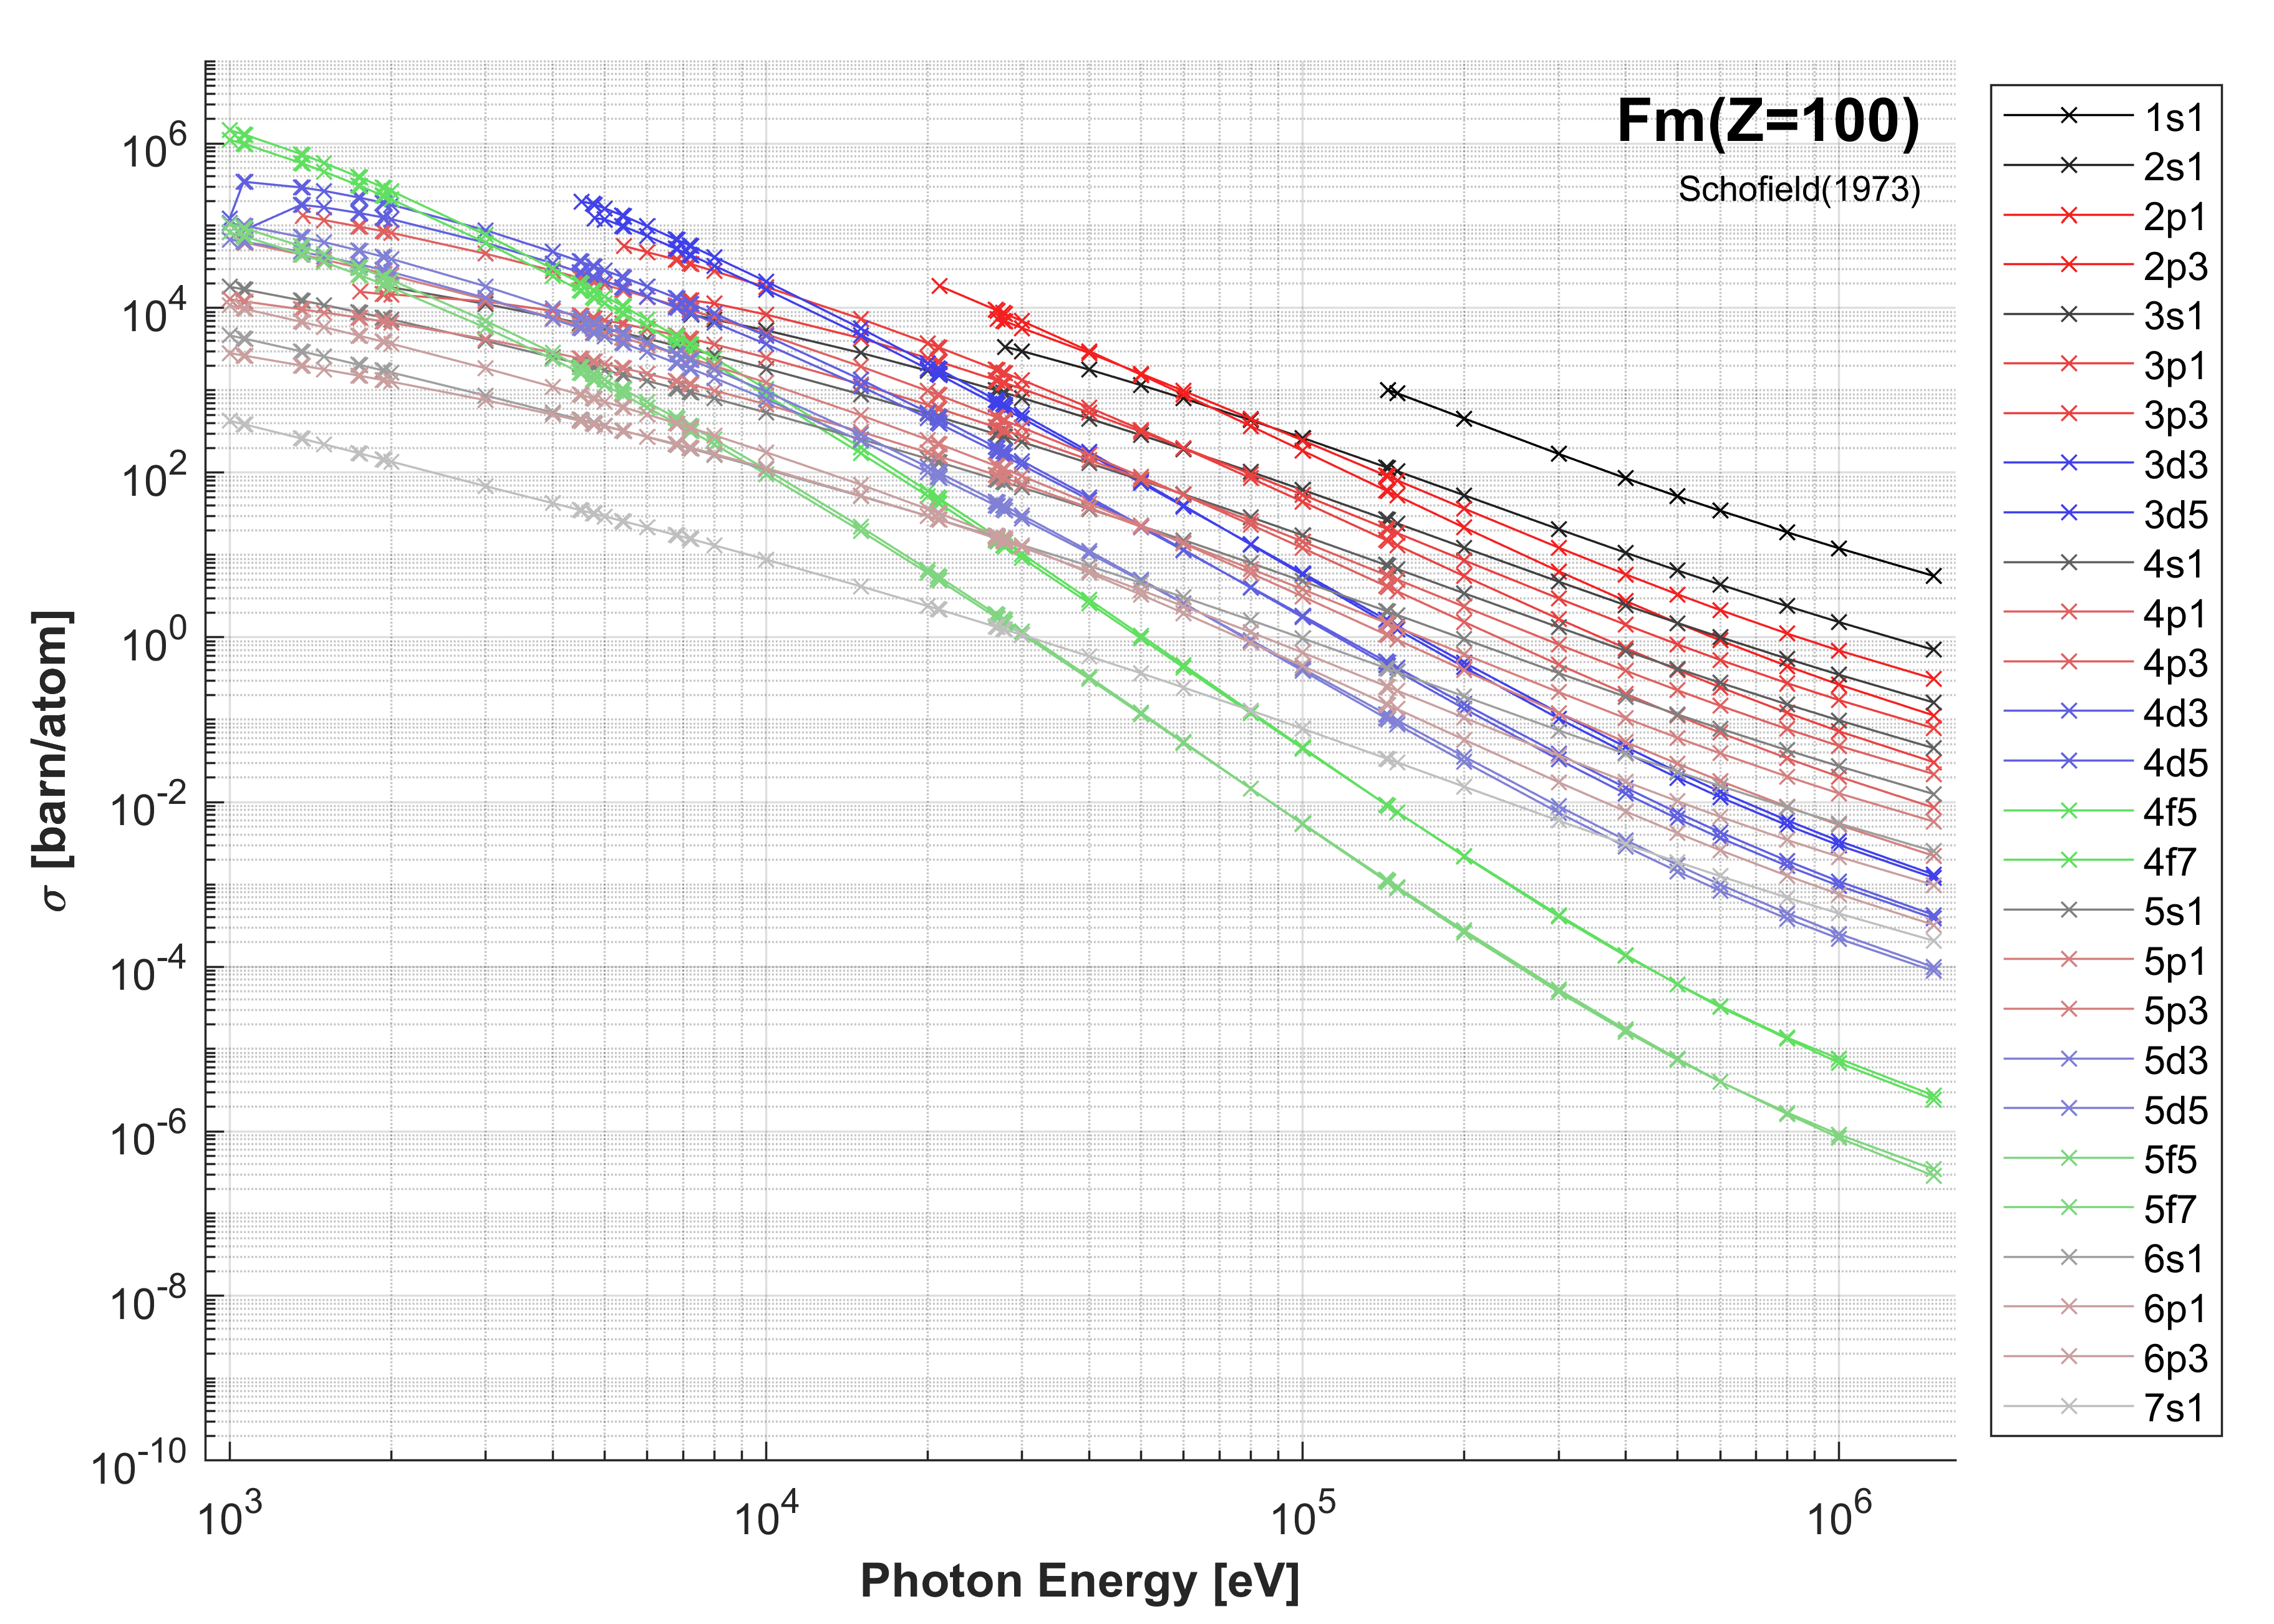 Fm(Z=100)
Schofield(1973)
10^6
10^4
10^2
10^0
10^-2
10^-4
10^-6
10^-8
10^-10
σ [barn/atom]
10^3
10^4
10^5
10^6
Photon Energy [eV]
1s1
2s1
2p1
2p3
3s1
3p1
3p3
3d3
3d5
4s1
4p1
4p3
4d3
4d5
4f5
4f7
5s1
5p1
5p3
5d3
5d5
5f5
5f7
6s1
6p1
6p3
7s1